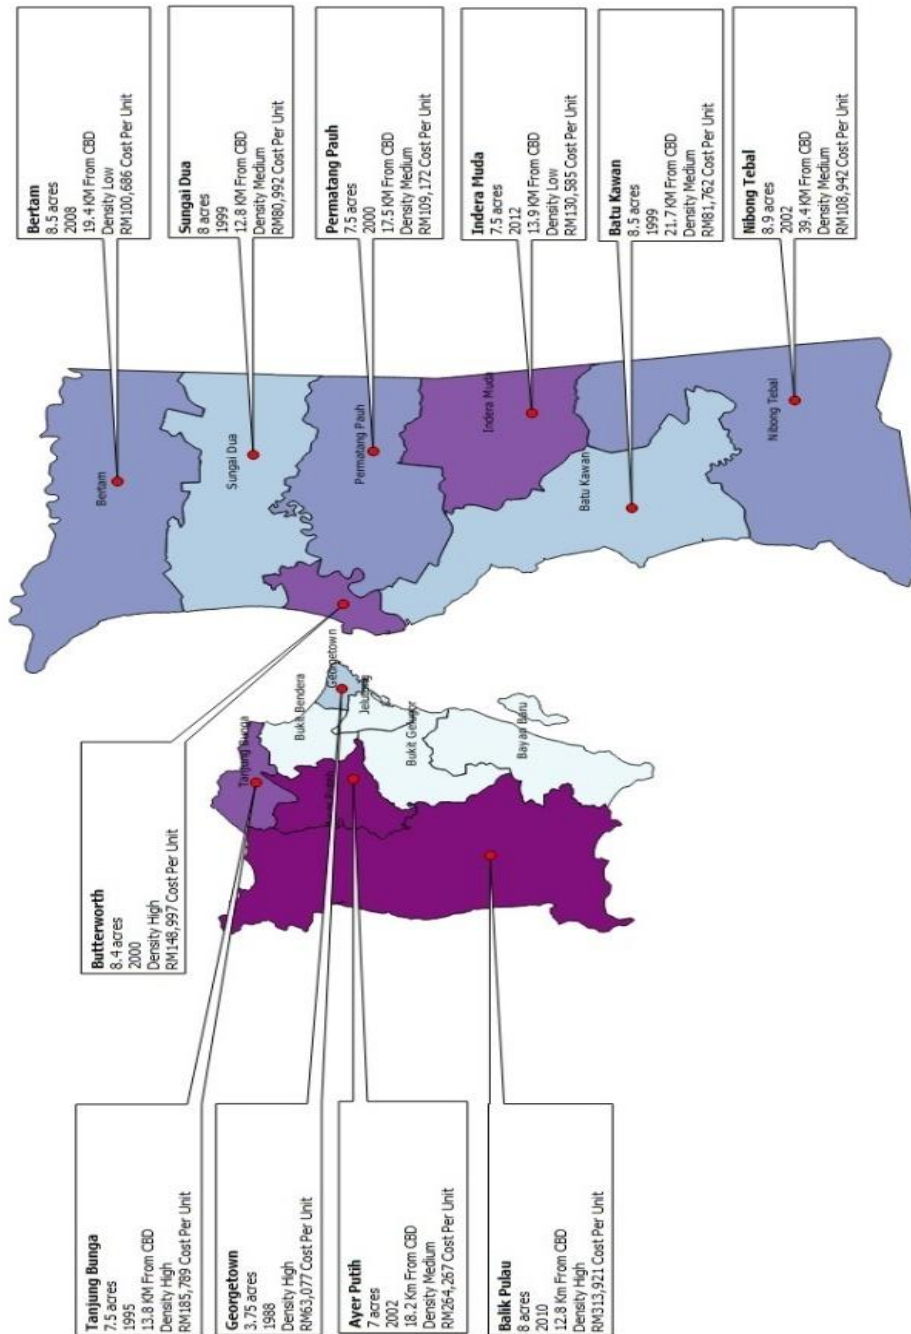 Bertam
8.5 acres
2008
19.4 KM From CBD
Density Low
RM100,686 Cost Per Unit
Sungai Dua
8 acres
1999
12.8 KM From CBD
Density Medium
RM80,992 Cost Per Unit
Permatang Pauh
7.5 acres
2000
17.5 KM From CBD
Density Medium
RM109,172 Cost Per Unit
Indera Muda
7.5 acres
2012
13.9 KM From CBD
Density Low
RM130,585 Cost Per Unit
Batu Kawan
8.5 acres
1999
21.7 KM From CBD
Density Medium
RM81,762 Cost Per Unit
Nibong Tebal
8.9 acres
2002
39.4 KM From CBD
Density Medium
RM108,942 Cost Per Unit
Bertam
Sungai Dua
Permatang Pauh
Indera Muda
Batu Kawan
Nibong Tebal
Tanjung Bunga
Bukit Bendera
Georgetown
Jelutong
Bukit Gelugor
Bayan Baru
Butterworth
8.4 acres
2000
Density High
RM148,997 Cost Per Unit
Tanjung Bunga
7.5 acres
1995
13.8 KM From CBD
Density High
RM185,789 Cost Per Unit
Georgetown
3.75 acres
1988
Density High
RM63,077 Cost Per Unit
Ayer Putih
7 acres
2002
18.2 Km From CBD
Density Medium
RM264,267 Cost Per Unit
Balik Pulau
8 acres
2010
12.8 Km From CBD
Density High
RM313,921 Cost Per Unit